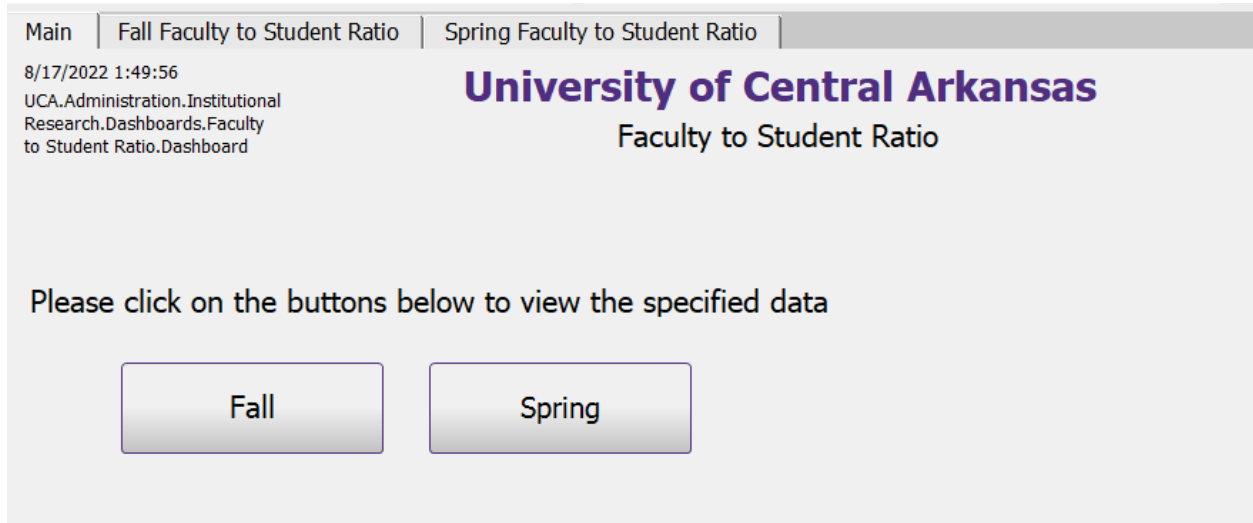 Main
Fall Faculty to Student Ratio
Spring Faculty to Student Ratio
8/17/2022 1:49:56
UCA.Administration.Institutional
Research.Dashboards.Faculty
to Student Ratio.Dashboard
University of Central Arkansas
Faculty to Student Ratio
Please click on the buttons below to view the specified data
Fall
Spring